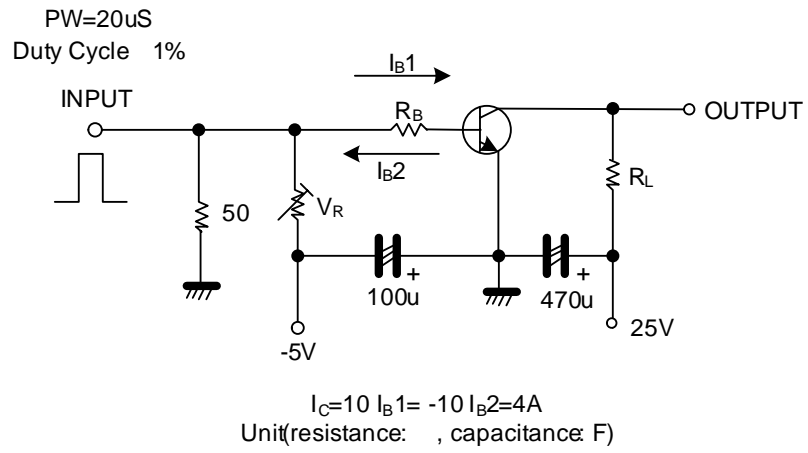 PW=20uS
Duty Cycle 1%
INPUT
IB1
RB
OUTPUT
IB2
RL
VR
50
100u
+
470u
+
-5V
25V
IC=10 IB1= -10 IB2=4A
Unit(resistance: , capacitance: F)